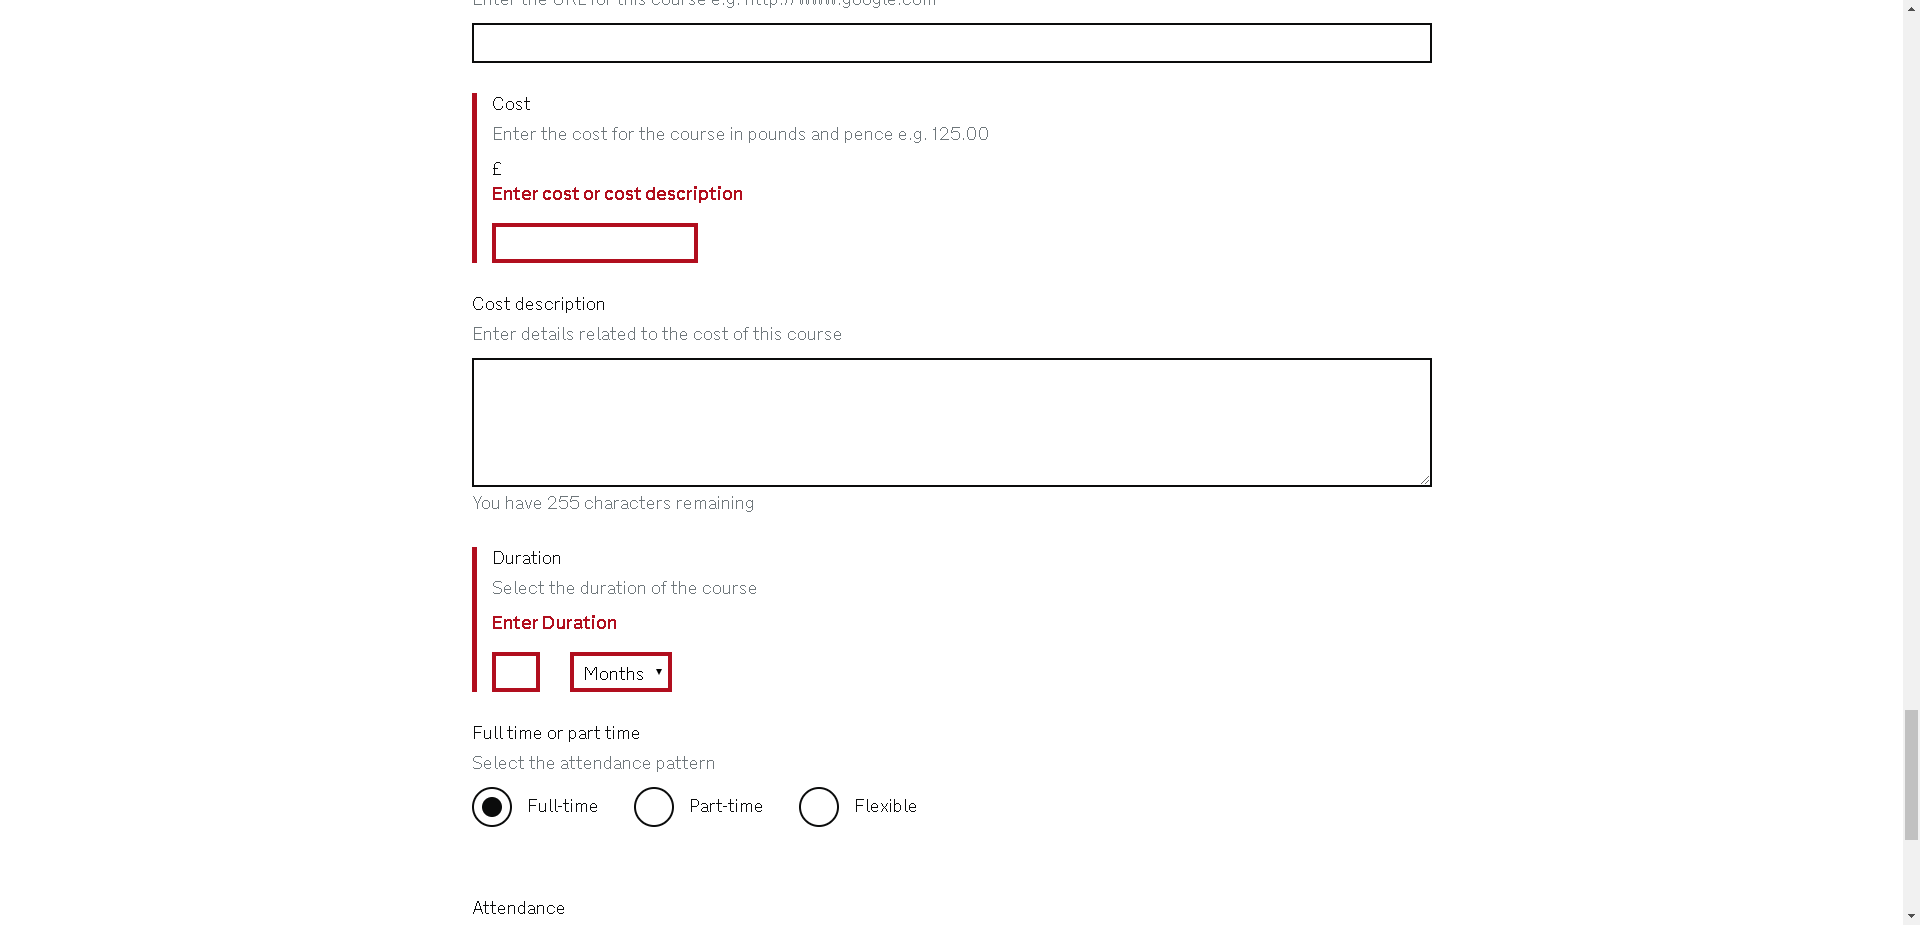 Enter the URL for this course e.g. http://www.google.com
Cost
Enter the cost for the course in pounds and pence e.g. 125.00
£
Enter cost or cost description
Cost description
Enter details related to the cost of this course
You have 255 characters remaining
Duration
Select the duration of the course
Enter Duration
Months
Full time or part time
Select the attendance pattern
Full-time Part-time Flexible
Attendance